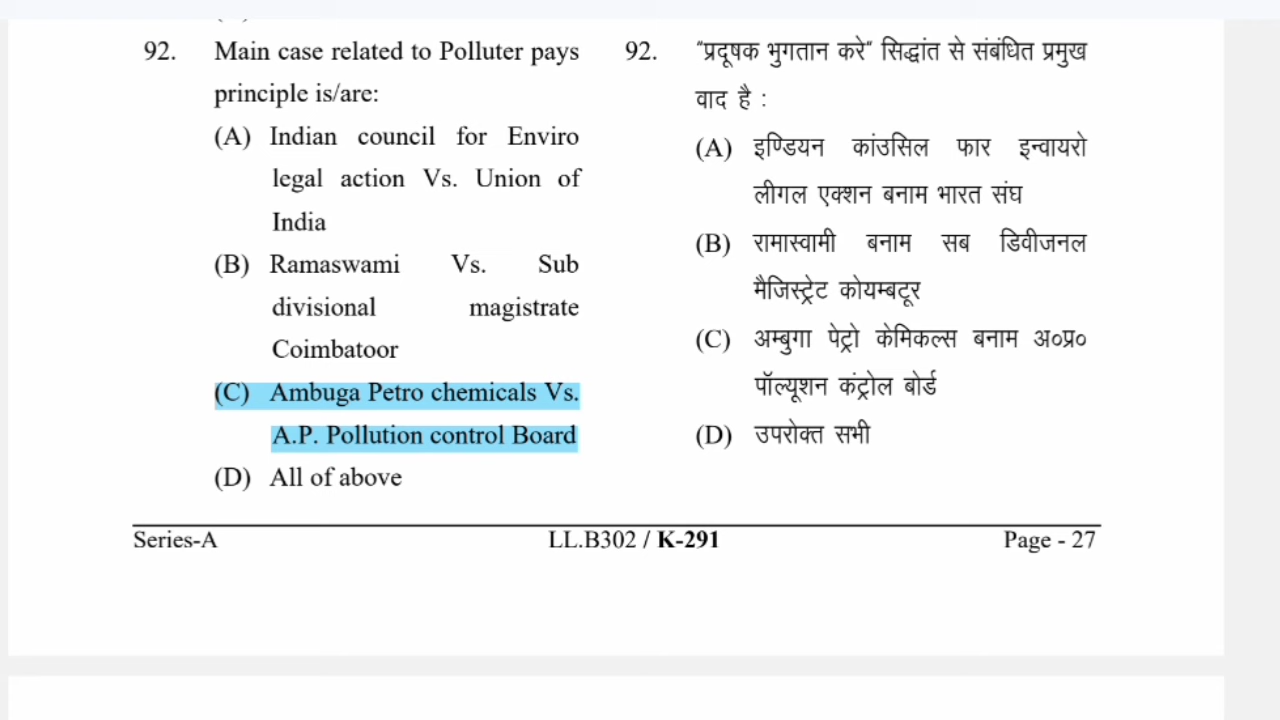 92. Main case related to Polluter pays
principle is/are:
(A) Indian council for Enviro
legal action Vs. Union of
India
(B) Ramaswami Vs. Sub
divisional magistrate
Coimbatoor
(C) Ambuga Petro chemicals Vs.
A.P. Pollution control Board
(D) All of above
92. "प्रदूषक भुगतान करे" सिद्धांत से संबंधित प्रमुख
वाद है :
(A) इण्डियन कांउसिल फार इन्वायरो
लीगल एक्शन बनाम भारत संघ
(B) रामास्वामी बनाम सब डिवीजनल
मैजिस्ट्रेट कोयम्बटूर
(C) अम्बुगा पेट्रो केमिकल्स बनाम अ०प्र०
पॉल्यूशन कंट्रोल बोर्ड
(D) उपरोक्त सभी
Series-A LL.B302 / K-291 Page - 27